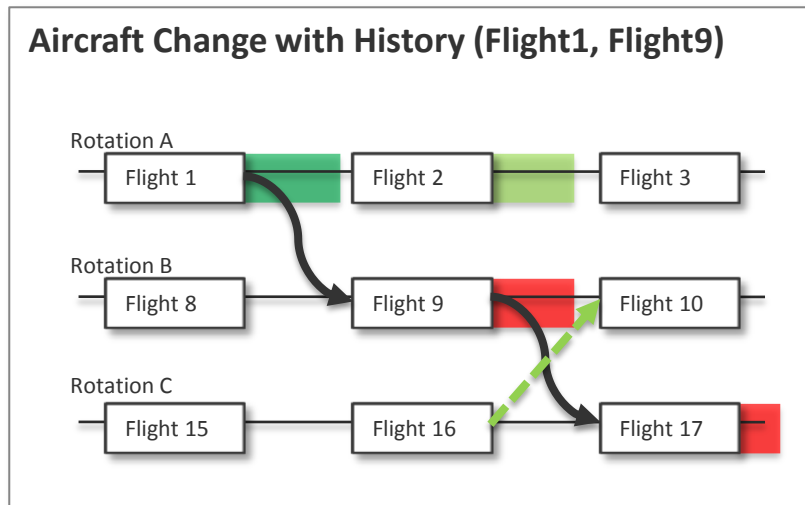 Aircraft Change with History (Flight1, Flight9)
Rotation A
Flight 1
Flight 2
Flight 3
Rotation B
Flight 8
Flight 9
Flight 10
Rotation C
Flight 15
Flight 16
Flight 17